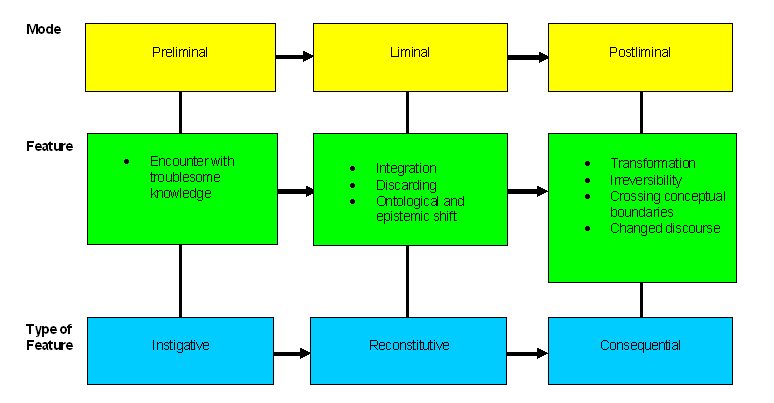 Mode
Preliminal
Liminal
Postliminal
Feature
• Encounter with
troublesome
knowledge
• Integration
• Discarding
• Ontological and
epistemic shift
• Transformation
• Irreversibility
• Crossing conceptual
boundaries
• Changed discourse
Type of
Feature
Instigative
Reconstitutive
Consequential